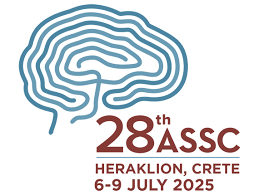 28th ASSC
HERAKLION, CRETE
6-9 JULY 2025